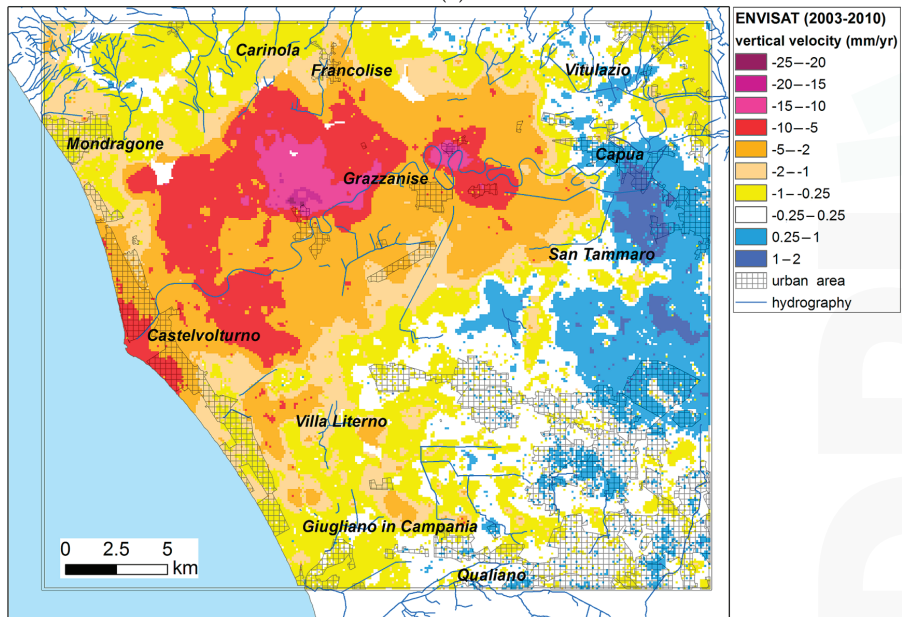 Carinola
Francolise
Vitulazio
Mondragone
Capua
Grazzanise
San Tammaro
Castelvolturno
Villa Literno
Giugliano in Campania
Qualiano
0 2.5 5
km
ENVISAT (2003-2010)
vertical velocity (mm/yr)
-25–-20
-20–-15
-15–-10
-10–-5
-5–-2
-2–-1
-1–-0.25
-0.25–0.25
0.25–1
1–2
urban area
hydrography